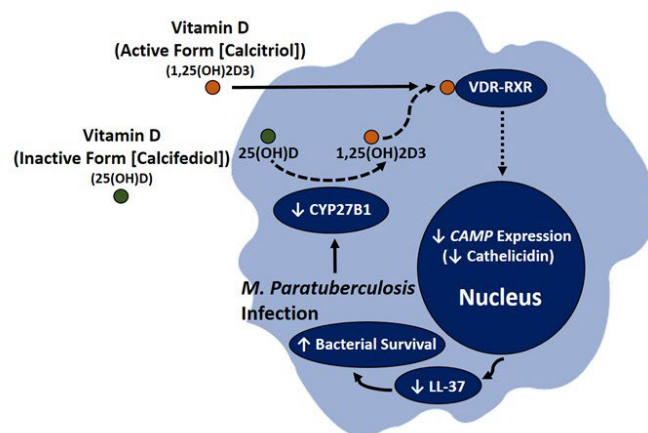 Vitamin D
(Active Form [Calcitriol])
(1,25(OH)2D3)
VDR-RXR
Vitamin D
(Inactive Form [Calcifediol])
(25(OH)D)
25(OH)D
1,25(OH)2D3
↓ CYP27B1
↓ CAMP Expression
(↓ Cathelicidin)
Nucleus
M. Paratuberculosis
Infection
↑ Bacterial Survival
↓ LL-37